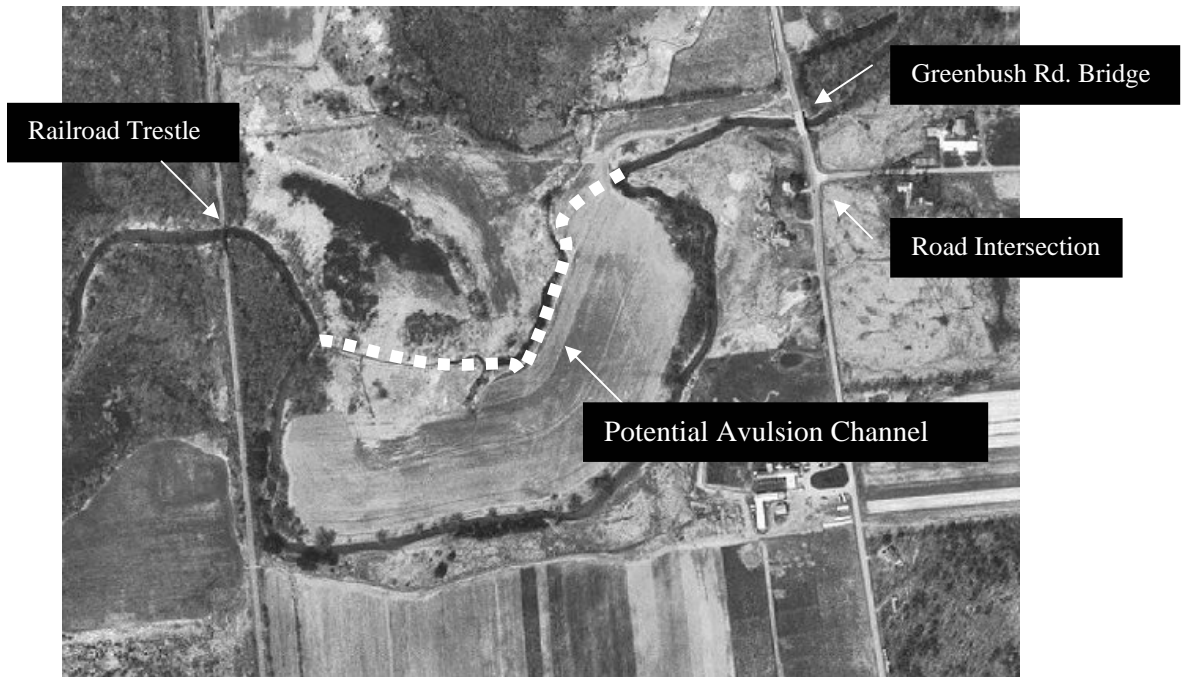 Greenbush Rd. Bridge
Railroad Trestle
Road Intersection
Potential Avulsion Channel